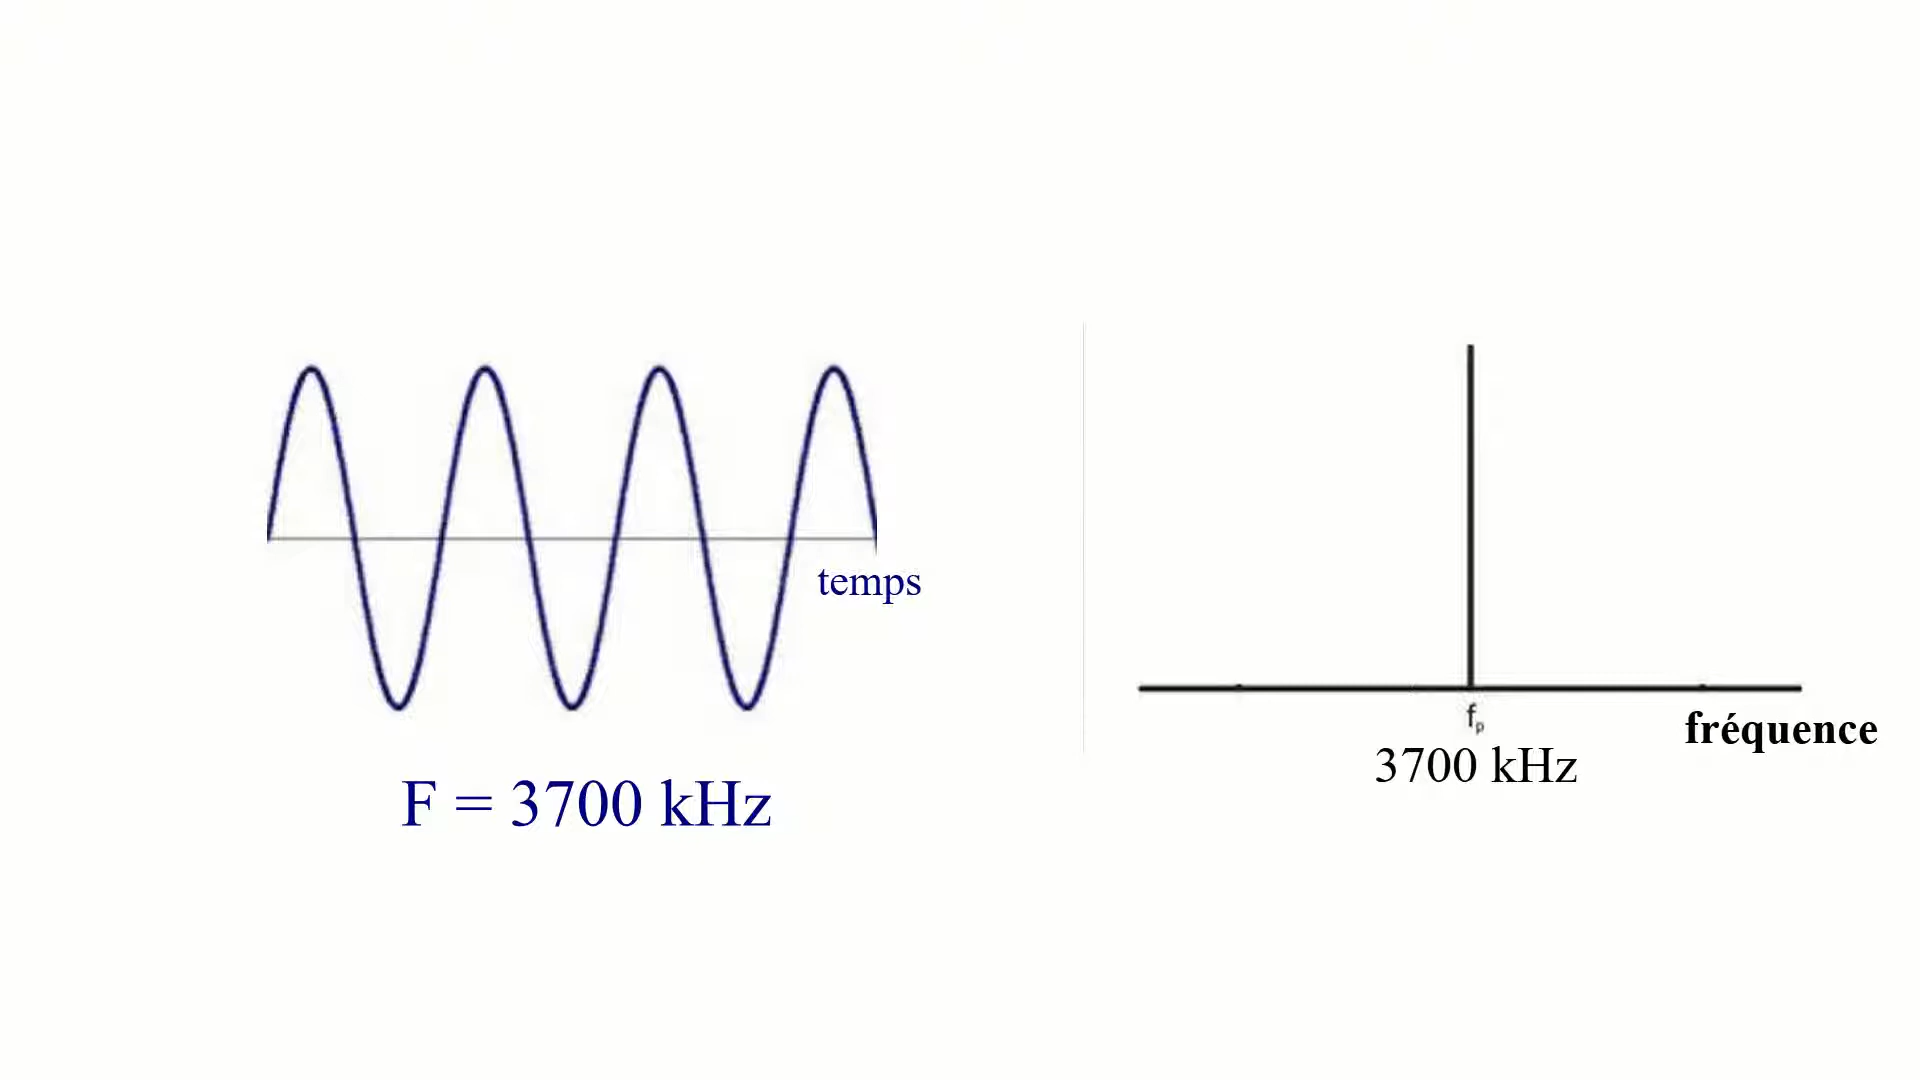 temps
F = 3700 kHz
fp
fréquence
3700 kHz